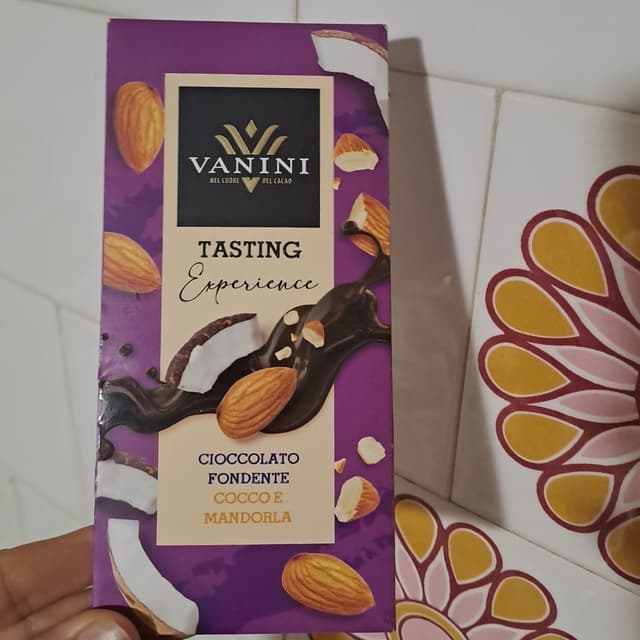 VANINI
NEL CUORE DEL CACAO
TASTING
Experience
CIOCCOLATO
FONDENTE
COCCO E
MANDORLA